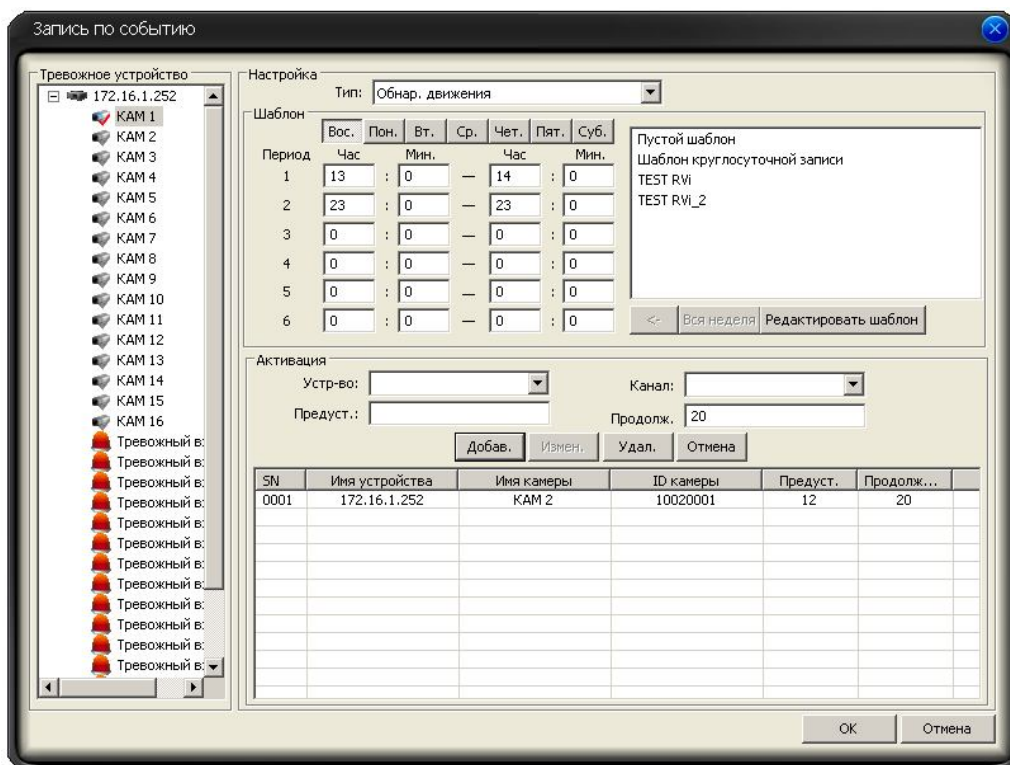 Запись по событию
Тревожное устройство
172.16.1.252
КАМ 1
КАМ 2
КАМ 3
КАМ 4
КАМ 5
КАМ 6
КАМ 7
КАМ 8
КАМ 9
КАМ 10
КАМ 11
КАМ 12
КАМ 13
КАМ 14
КАМ 15
КАМ 16
Тревожный в
Тревожный в
Тревожный в
Тревожный в
Тревожный в
Тревожный в
Тревожный в
Тревожный в
Тревожный в
Тревожный в
Тревожный в
Тревожный в
Настройка
Тип: Обнар. движения
Шаблон
Вос. Пон. Вт. Ср. Чет. Пят. Суб.
Период Час Мин. Час Мин.
1 13 : 0 — 14 : 0
2 23 : 0 — 23 : 0
3 0 : 0 — 0 : 0
4 0 : 0 — 0 : 0
5 0 : 0 — 0 : 0
6 0 : 0 — 0 : 0
Пустой шаблон
Шаблон круглосуточной записи
TEST RVi
TEST RVi_2
<- Вся неделя Редактировать шаблон
Активация
Устр-во: Канал:
Предуст.: Продолж. 20
Добав. Измен. Удал. Отмена
SN Имя устройства Имя камеры ID камеры Предуст. Продолж...
0001 172.16.1.252 КАМ 2 10020001 12 20
ОК Отмена